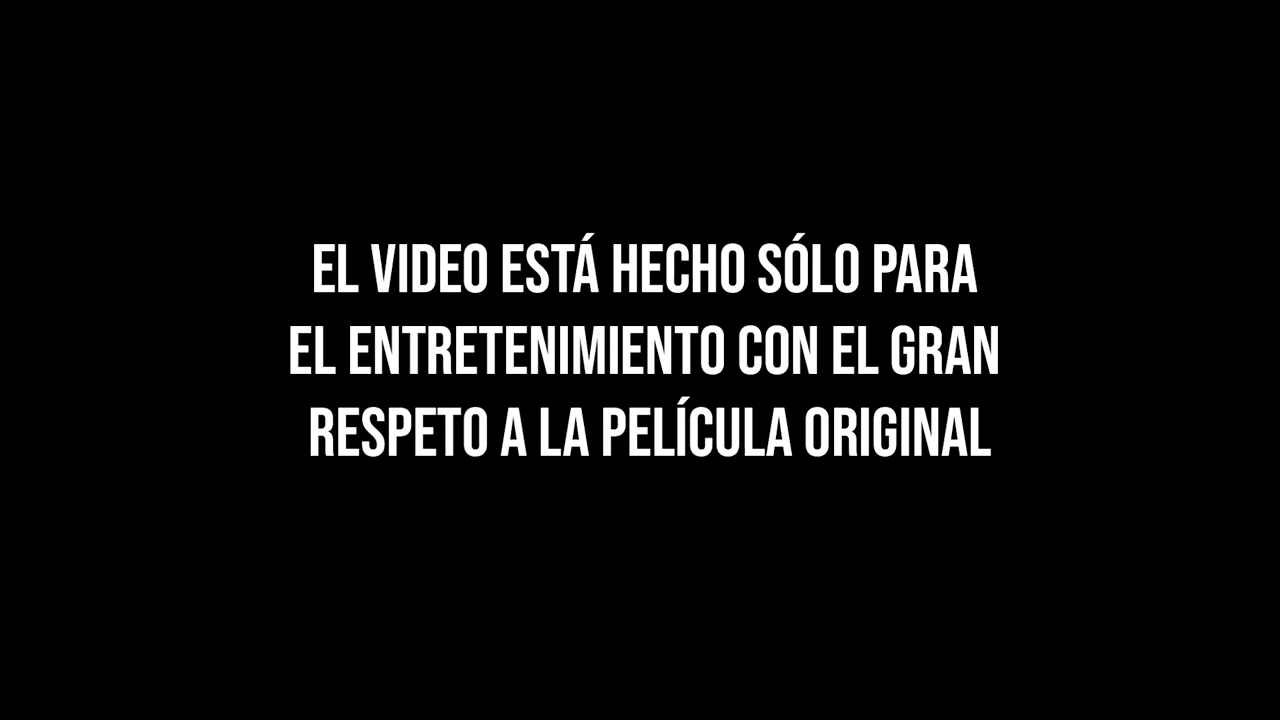 EL VIDEO ESTÁ HECHO SÓLO PARA
EL ENTRETENIMIENTO CON EL GRAN
RESPETO A LA PELÍCULA ORIGINAL